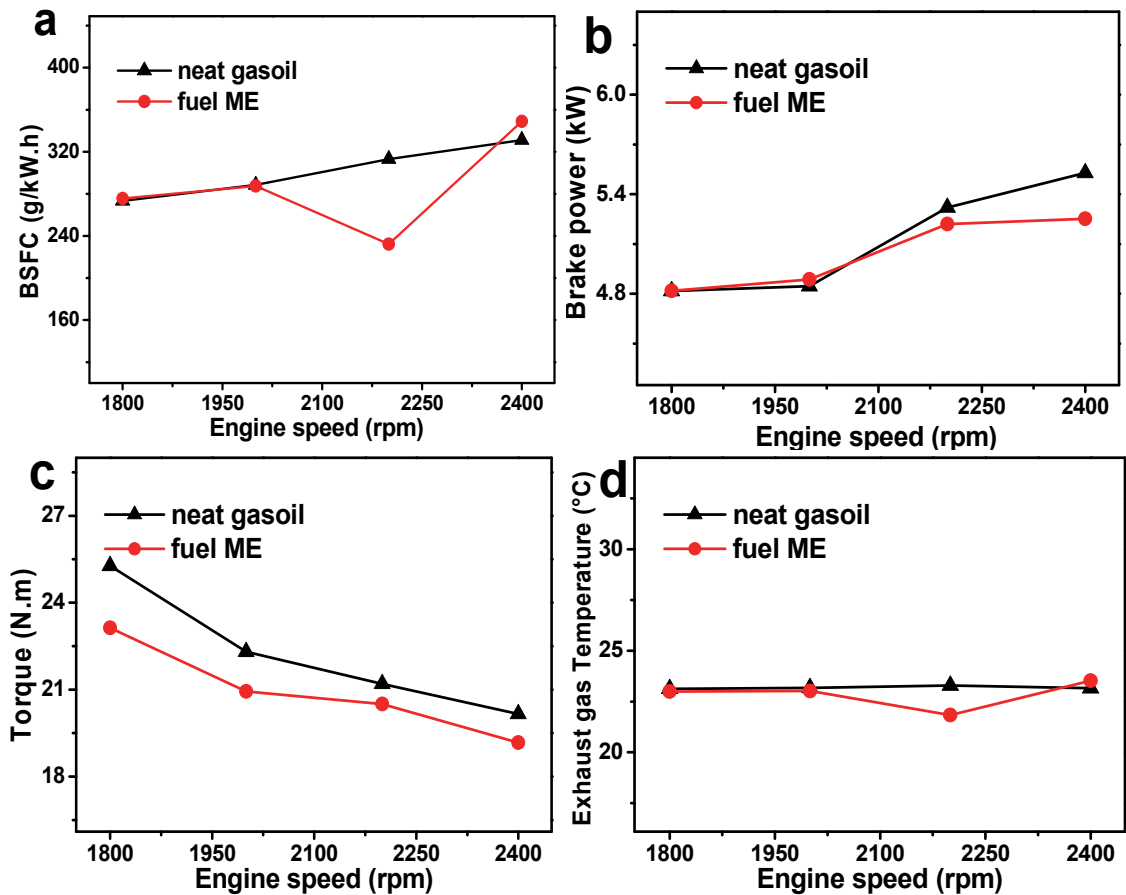 a
neat gasoil
fuel ME
BSFC (g/kW.h)
400
320
240
160
1800 1950 2100 2250 2400
Engine speed (rpm)
b
neat gasoil
fuel ME
Brake power (kW)
6.0
5.4
4.8
1800 1950 2100 2250 2400
Engine speed (rpm)
c
neat gasoil
fuel ME
Torque (N.m)
27
24
21
18
1800 1950 2100 2250 2400
Engine speed (rpm)
d
neat gasoil
fuel ME
Exhaust gas Temperature (°C)
33
25
20
1800 1950 2100 2250 2400
Engine speed (rpm)